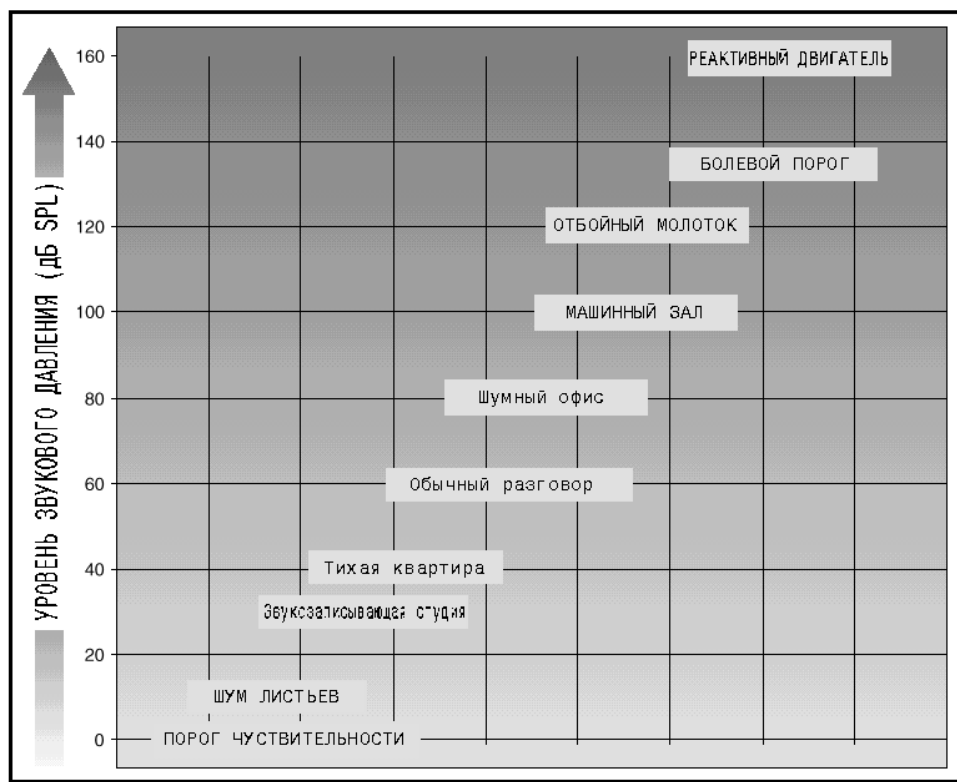 УРОВЕНЬ ЗВУКОВОГО ДАВЛЕНИЯ (дБ SPL)
160
РЕАКТИВНЫЙ ДВИГАТЕЛЬ
140
БОЛЕВОЙ ПОРОГ
120
ОТБОЙНЫЙ МОЛОТОК
100
МАШИННЫЙ ЗАЛ
80
Шумный офис
60
Обычный разговор
40
Тихая квартира
Звукозаписывающая студия
20
ШУМ ЛИСТЬЕВ
0
ПОРОГ ЧУСТВИТЕЛЬНОСТИ